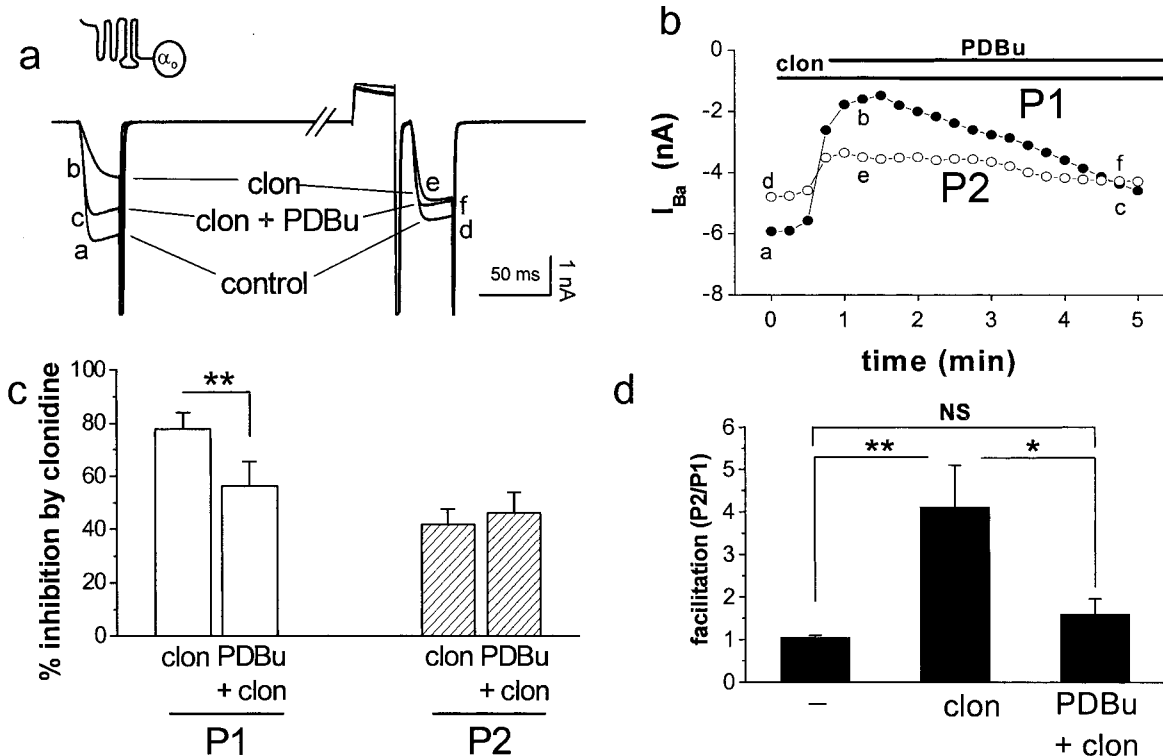 a
αo
b
clon
c
clon + PDBu
a
control
e
f
d
50 ms
1 nA
b
PDBu
clon
P1
P2
a
b
c
d
e
f
I_Ba (nA)
0
-2
-4
-6
-8
0 1 2 3 4 5
time (min)
c
% inhibition by clonidine
100
80
60
40
20
0
**
clon PDBu
+ clon
P1
clon PDBu
+ clon
P2
d
facilitation (P2/P1)
6
5
4
3
2
1
0
NS
**
*
–
clon
PDBu
+ clon